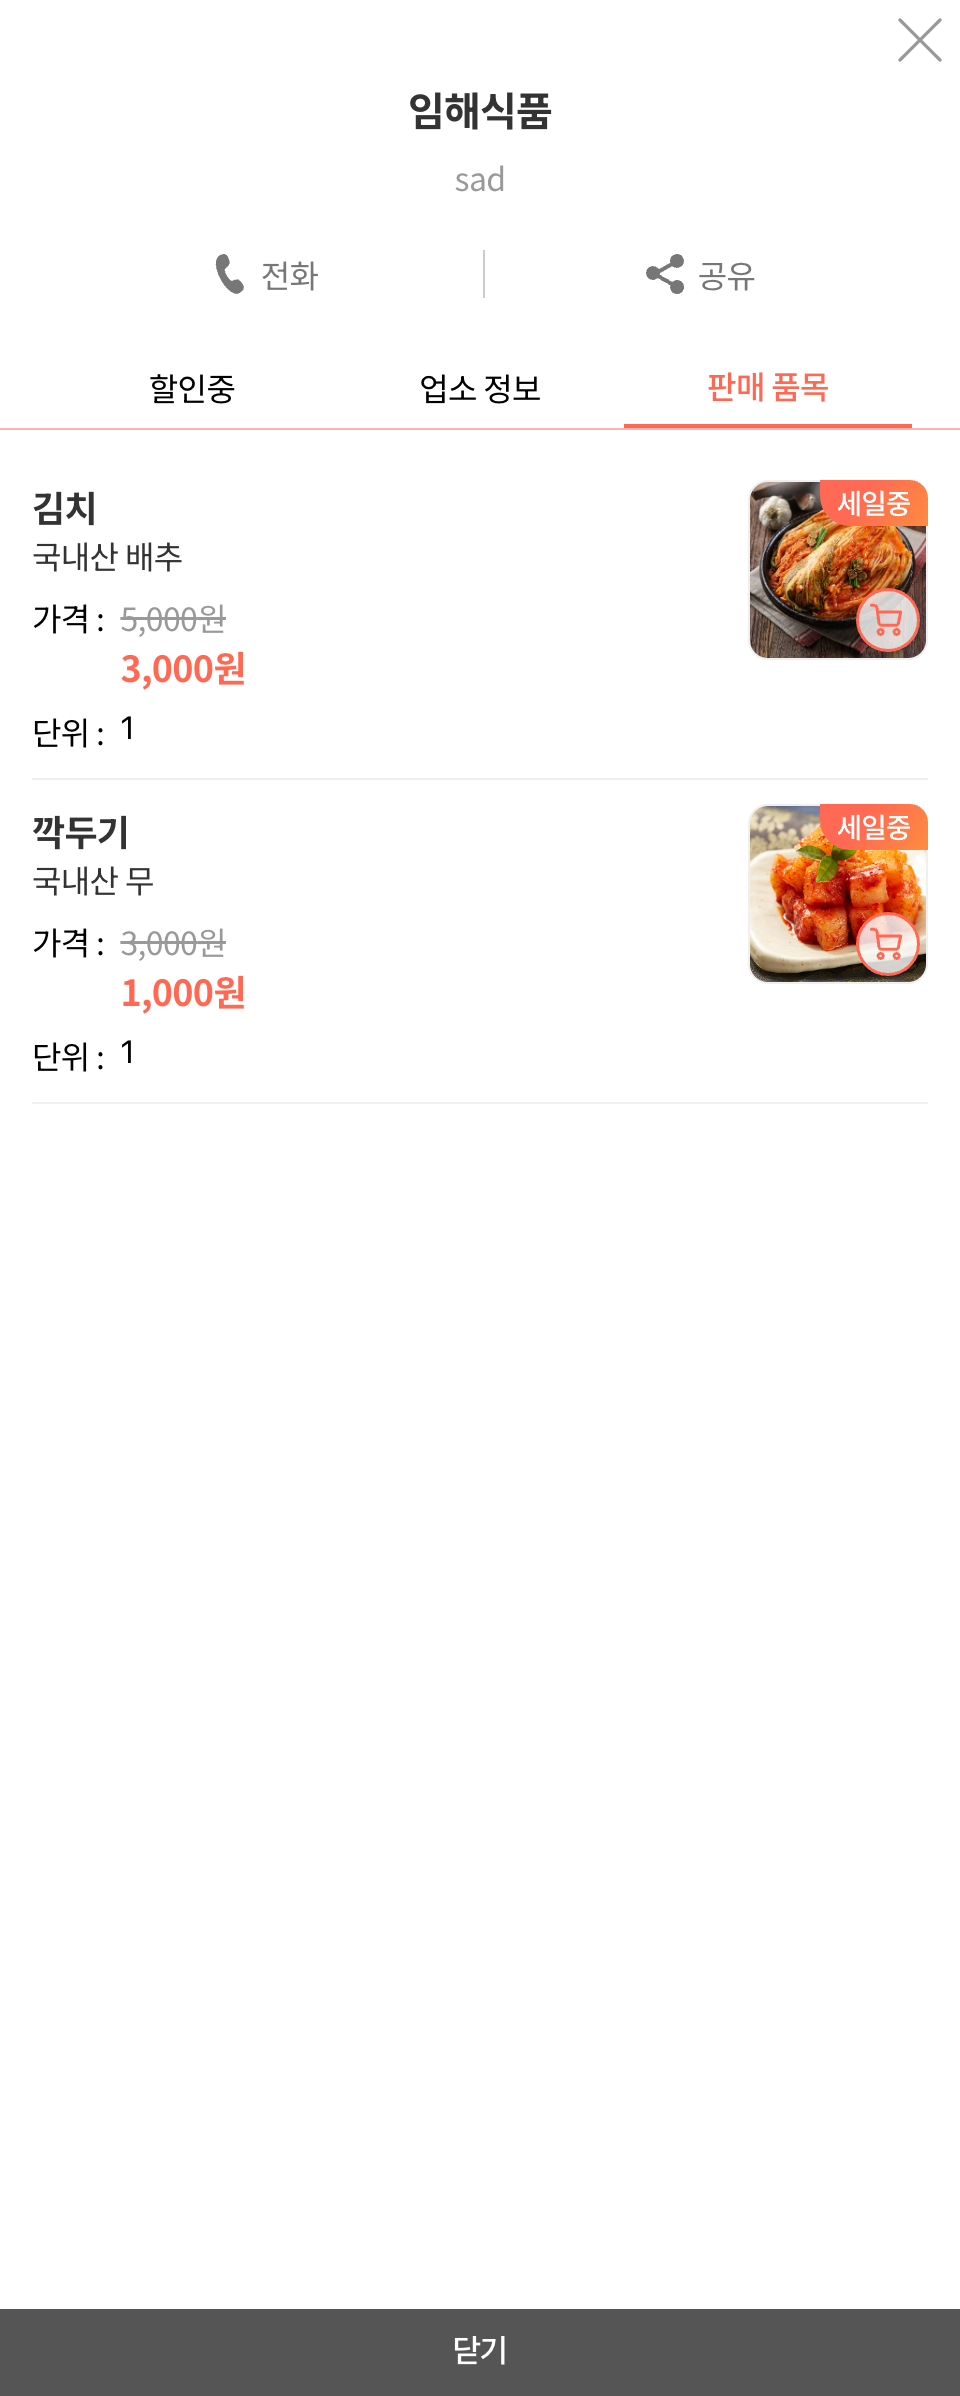 임해식품
sad
전화
공유
할인중
업소 정보
판매 품목
김치
세일중
국내산 배추
가격 : 5,000원
3,000원
단위 : 1
깍두기
세일중
국내산 무
가격 : 3,000원
1,000원
단위 : 1
닫기